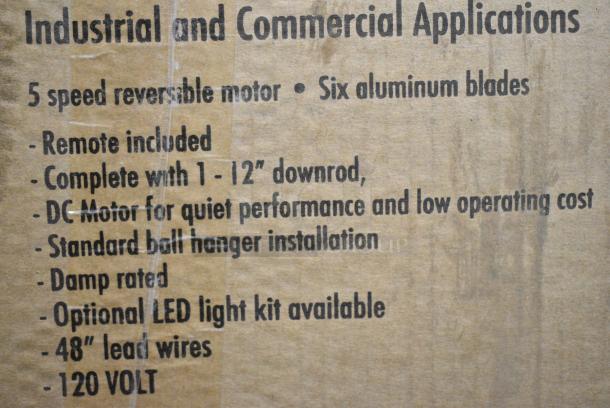 Industrial and Commercial Applications
5 speed reversible motor • Six aluminum blades
- Remote included
- Complete with 1 - 12" downrod,
- DC Motor for quiet performance and low operating cost
- Standard ball hanger installation
- Damp rated
- Optional LED light kit available
- 48" lead wires
- 120 VOLT